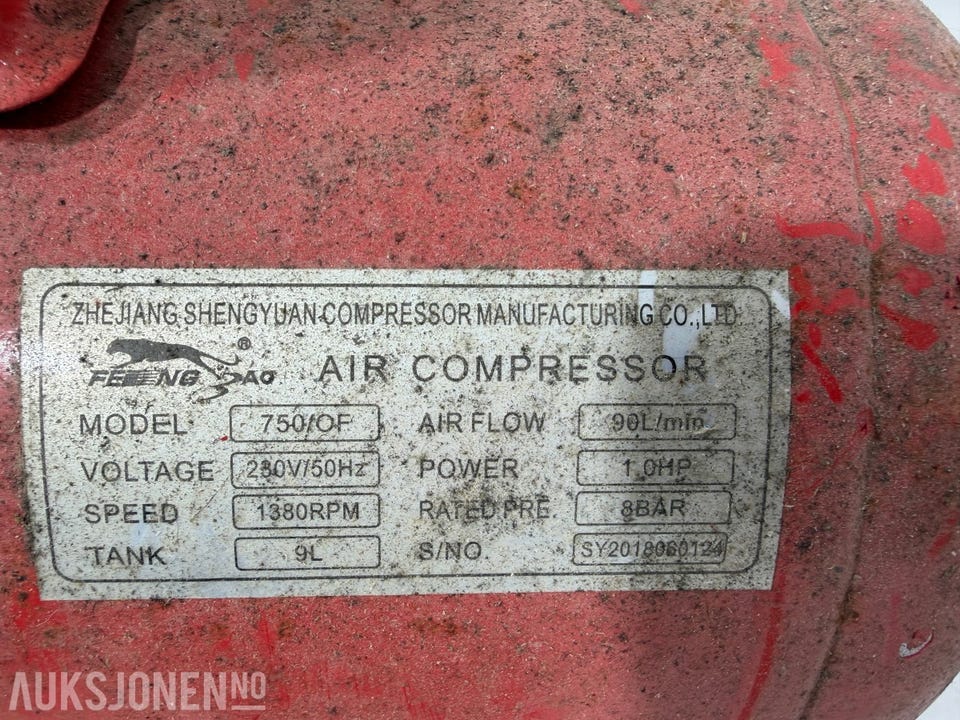 ZHEJIANG SHENGYUAN COMPRESSOR MANUFACTURING CO.,LTD
FENGBAO ® AIR COMPRESSOR
MODEL 750/OF AIR FLOW 90L/min
VOLTAGE 230V/50Hz POWER 1.0HP
SPEED 1380RPM RATED PRE. 8BAR
TANK 9L S/NO SY2018060124
AUKSJONEN NO